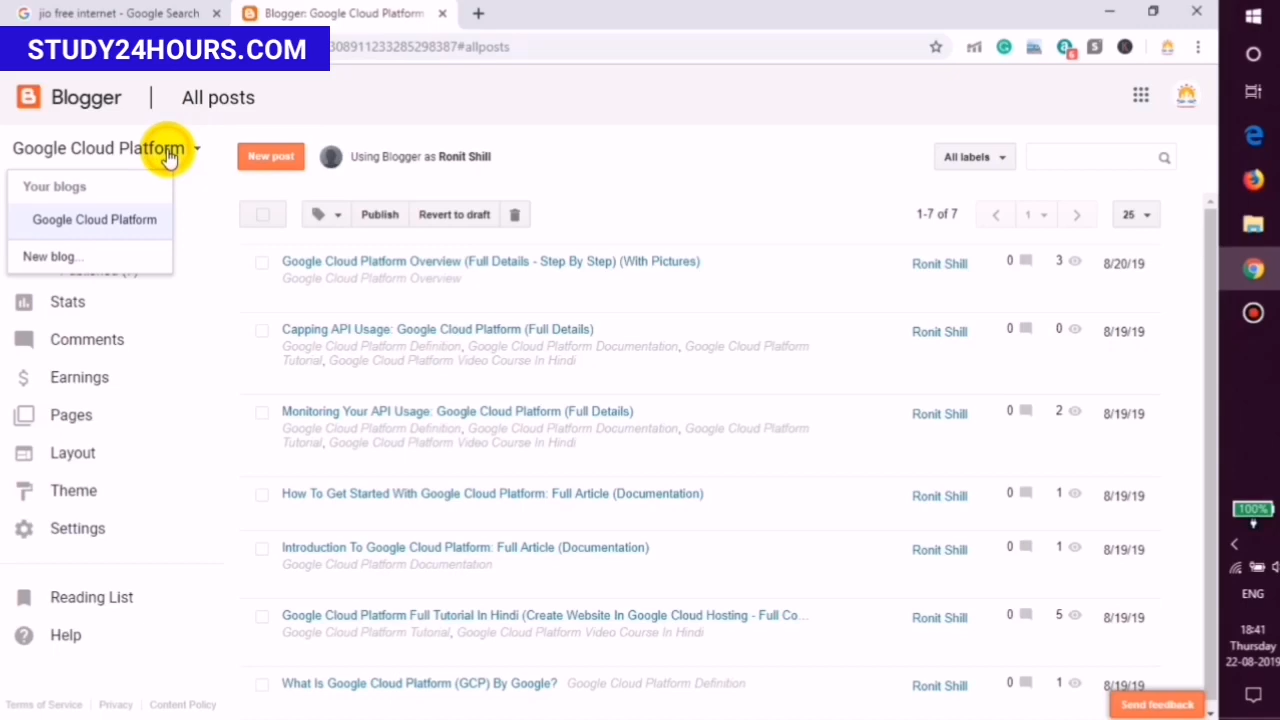 jio free internet - Google Search
Blogger: Google Cloud Platform
STUDY24HOURS.COM
308911233285298387#allposts
Blogger
All posts
Google Cloud Platform
New post
Using Blogger as Ronit Shill
All labels
Your blogs
Google Cloud Platform
New blog...
Stats
Comments
Earnings
Pages
Layout
Theme
Settings
Reading List
Help
Terms of Service
Privacy
Content Policy
Publish
Revert to draft
1-7 of 7
1
25
Google Cloud Platform Overview (Full Details - Step By Step) (With Pictures)
Google Cloud Platform Overview
Ronit Shill
0
3
8/20/19
Capping API Usage: Google Cloud Platform (Full Details)
Google Cloud Platform Definition, Google Cloud Platform Documentation, Google Cloud Platform
Tutorial, Google Cloud Platform Video Course In Hindi
Ronit Shill
0
0
8/19/19
Monitoring Your API Usage: Google Cloud Platform (Full Details)
Google Cloud Platform Definition, Google Cloud Platform Documentation, Google Cloud Platform
Tutorial, Google Cloud Platform Video Course In Hindi
Ronit Shill
0
2
8/19/19
How To Get Started With Google Cloud Platform: Full Article (Documentation)
Ronit Shill
0
1
8/19/19
Introduction To Google Cloud Platform: Full Article (Documentation)
Google Cloud Platform Documentation
Ronit Shill
0
1
8/19/19
Google Cloud Platform Full Tutorial In Hindi (Create Website In Google Cloud Hosting - Full Co...
Google Cloud Platform Tutorial, Google Cloud Platform Video Course In Hindi
Ronit Shill
0
5
8/19/19
What Is Google Cloud Platform (GCP) By Google? Google Cloud Platform Definition
Ronit Shill
0
1
8/19/19
Send feedback
100%
ENG
18:41
Thursday
22-08-2019